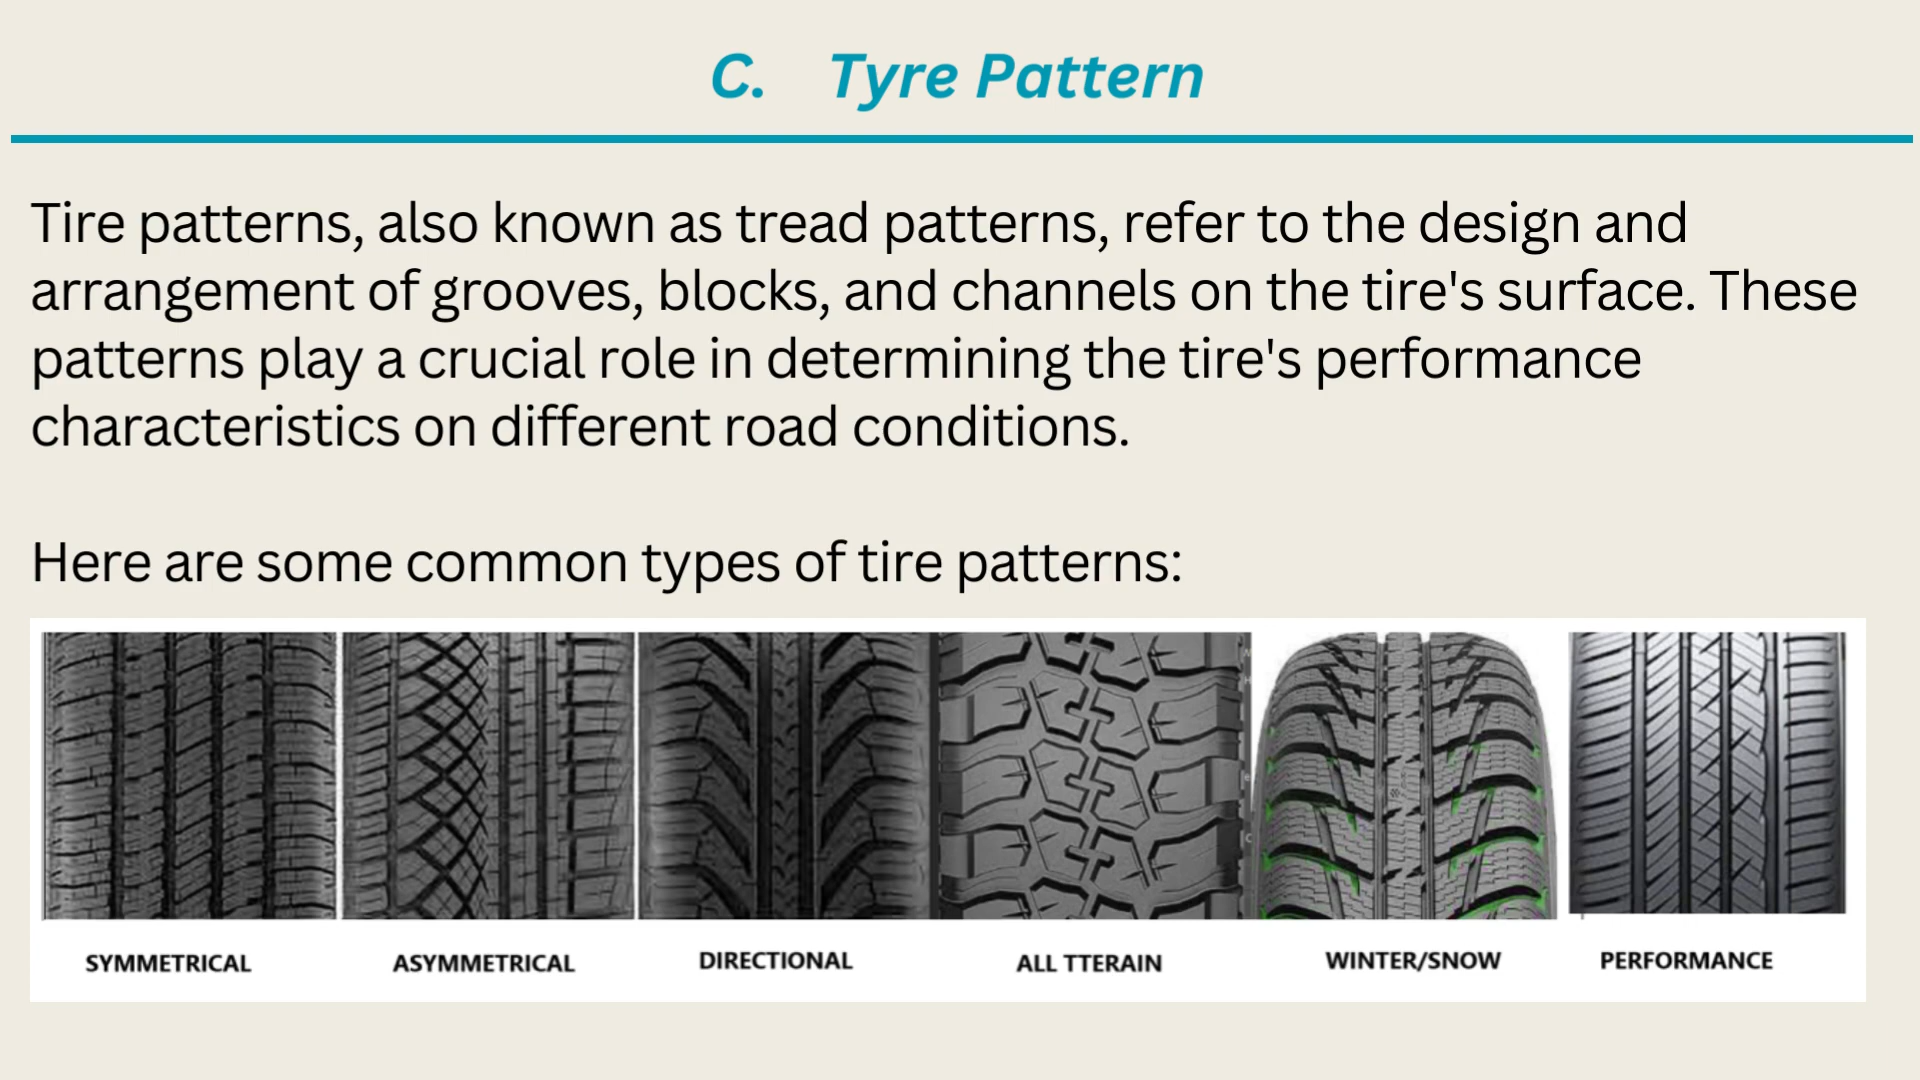 C. Tyre Pattern
Tire patterns, also known as tread patterns, refer to the design and
arrangement of grooves, blocks, and channels on the tire's surface. These
patterns play a crucial role in determining the tire's performance
characteristics on different road conditions.
Here are some common types of tire patterns:
SYMMETRICAL ASYMMETRICAL DIRECTIONAL ALL TTERAIN WINTER/SNOW PERFORMANCE